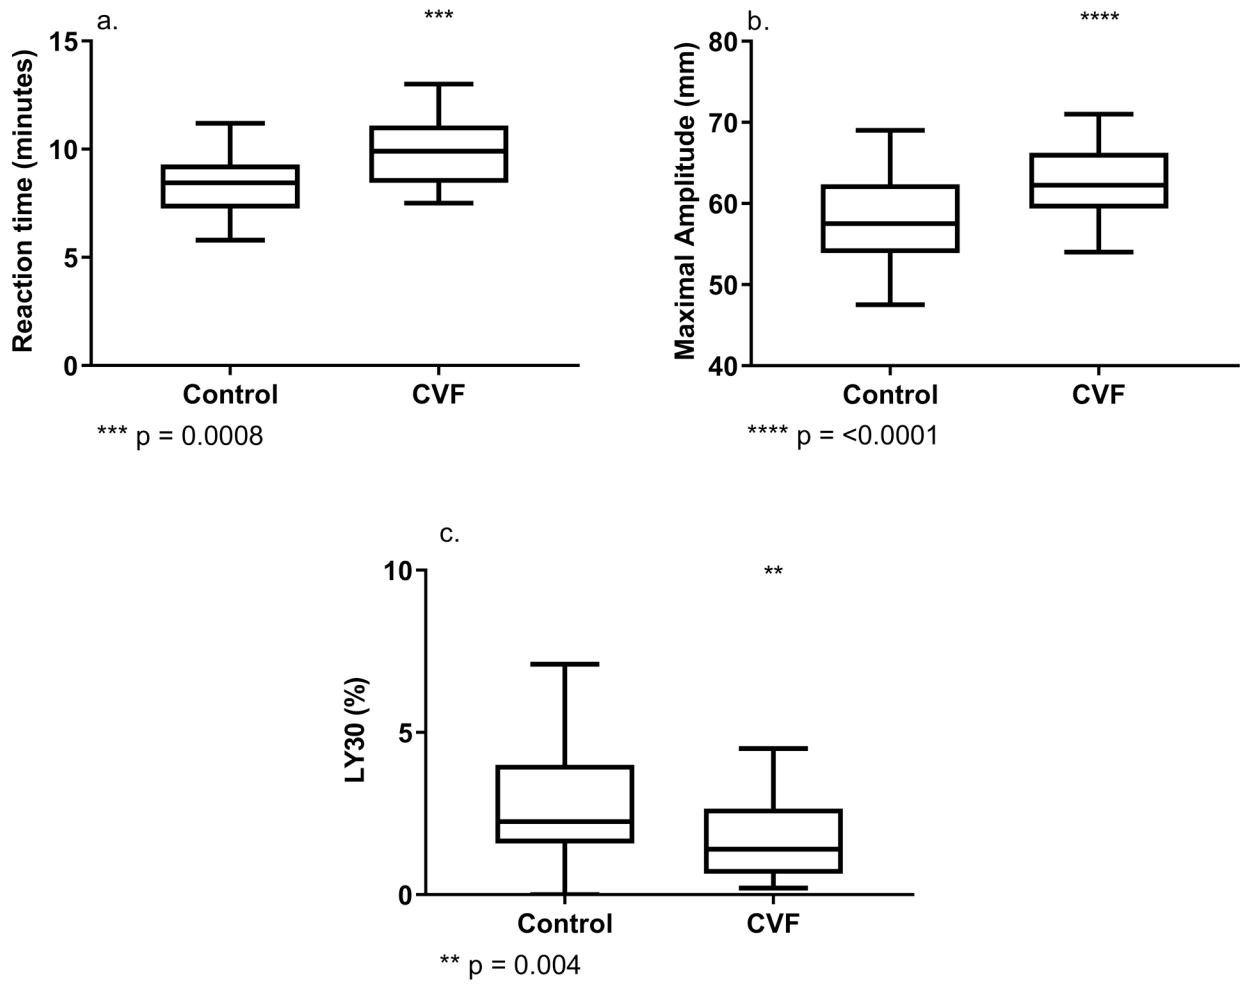 a.
***
15
10
5
0
Reaction time (minutes)
Control
CVF
*** p = 0.0008
b.
****
80
70
60
50
40
Maximal Amplitude (mm)
Control
CVF
**** p = <0.0001
c.
**
10
5
0
LY30 (%)
Control
CVF
** p = 0.004